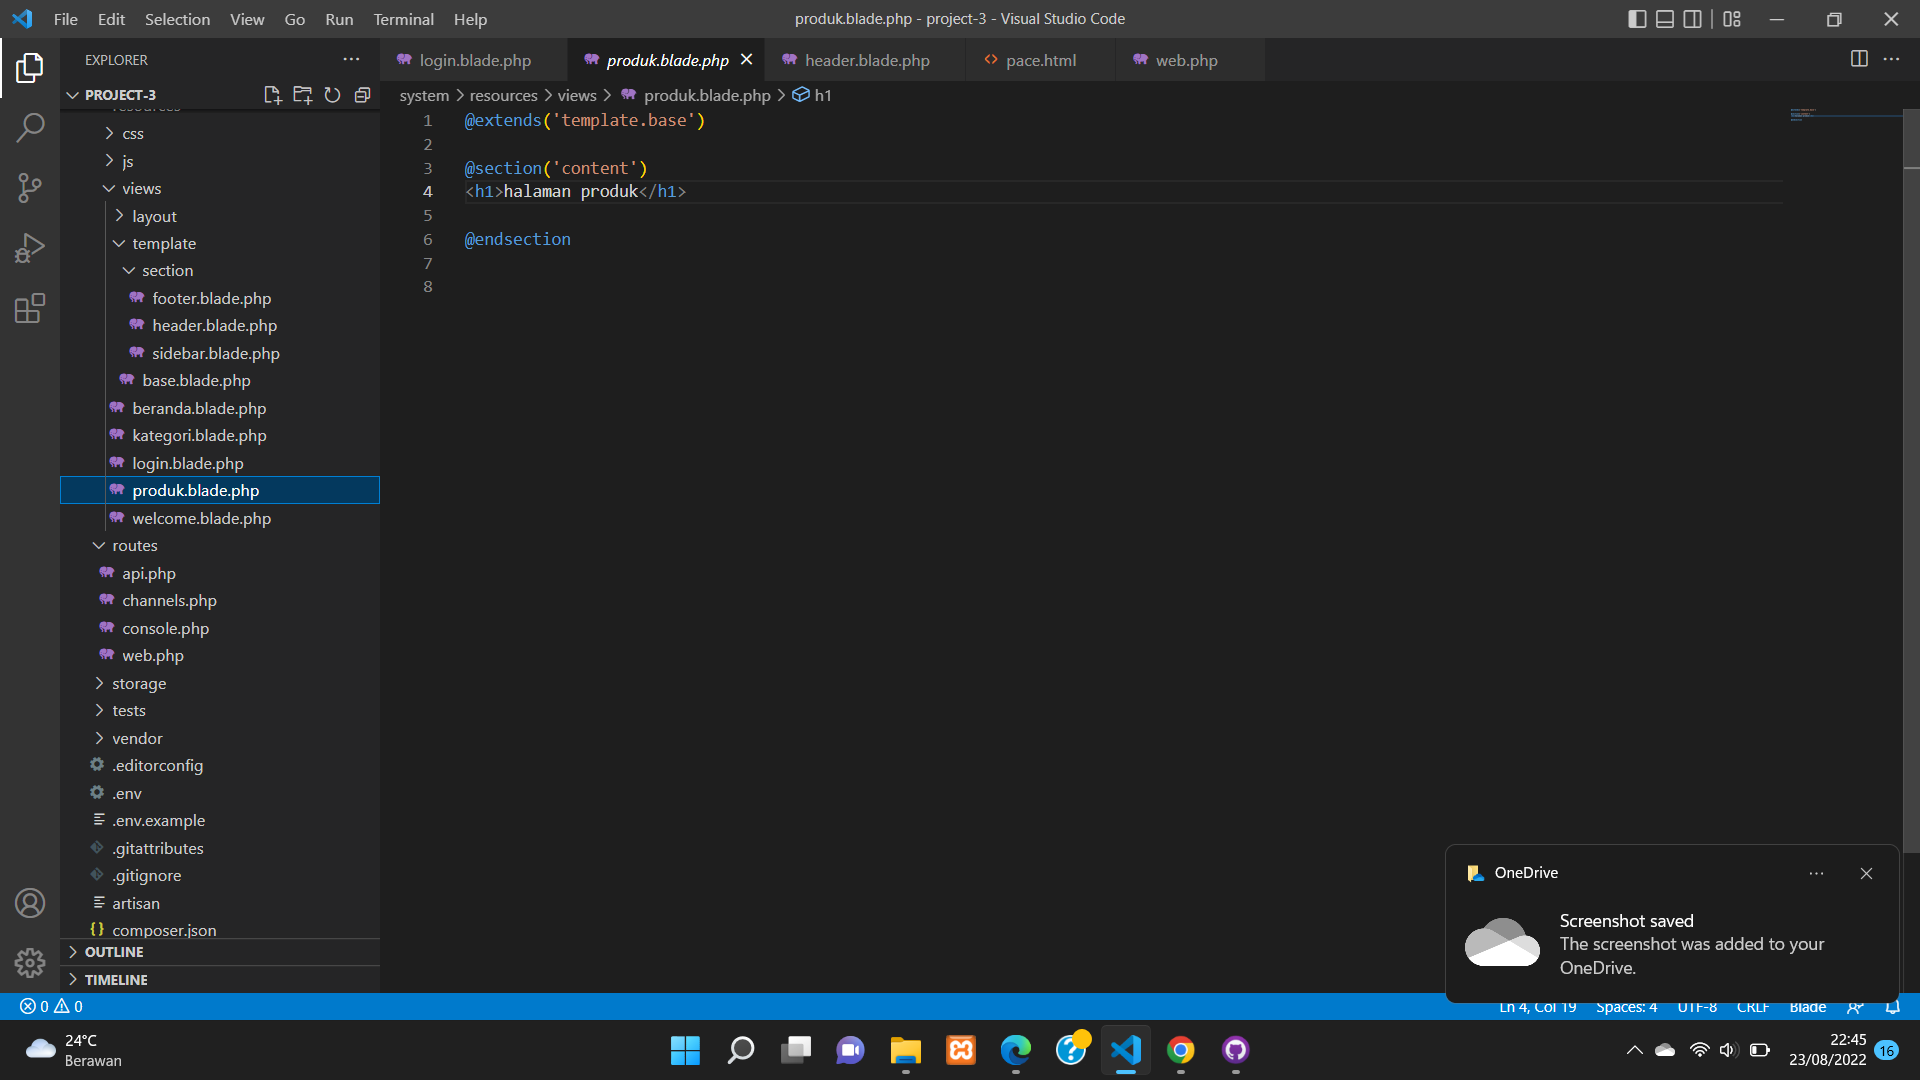 File Edit Selection View Go Run Terminal Help
produk.blade.php - project-3 - Visual Studio Code
EXPLORER
PROJECT-3
resources
css
js
views
layout
template
section
footer.blade.php
header.blade.php
sidebar.blade.php
base.blade.php
beranda.blade.php
kategori.blade.php
login.blade.php
produk.blade.php
welcome.blade.php
routes
api.php
channels.php
console.php
web.php
storage
tests
vendor
.editorconfig
.env
.env.example
.gitattributes
.gitignore
artisan
composer.json
OUTLINE
TIMELINE
login.blade.php produk.blade.php header.blade.php pace.html web.php
system > resources > views > produk.blade.php > h1
1 @extends('template.base')
2
3 @section('content')
4 <h1>halaman produk</h1>
5
6 @endsection
7
8
OneDrive
Screenshot saved
The screenshot was added to your
OneDrive.
0 0
Ln 4, Col 19 Spaces: 4 UTF-8 CRLF Blade
24°C
Berawan
22:45
23/08/2022
16